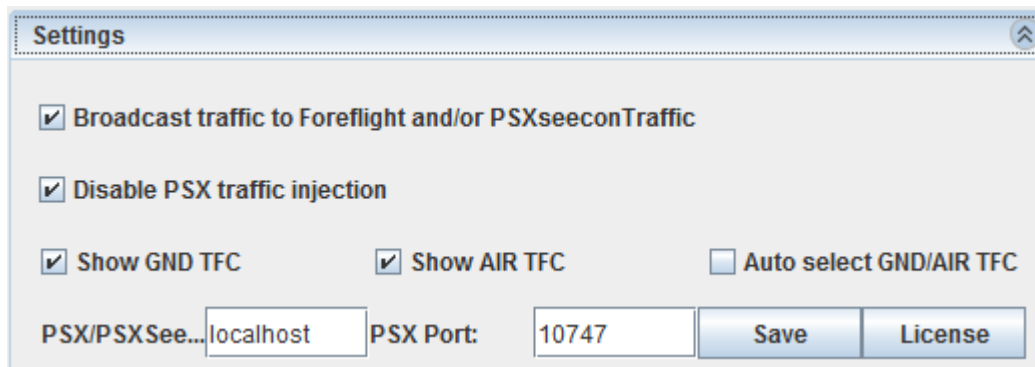 Settings
Broadcast traffic to Foreflight and/or PSXseeconTraffic
Disable PSX traffic injection
Show GND TFC Show AIR TFC Auto select GND/AIR TFC
PSX/PSXSee... localhost PSX Port: 10747 Save License